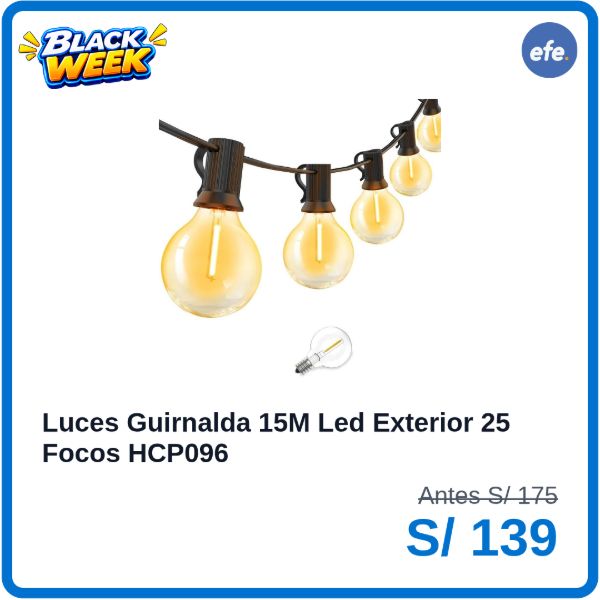 BLACK
WEEK
efe.
Luces Guirnalda 15M Led Exterior 25
Focos HCP096
Antes S/ 175
S/ 139